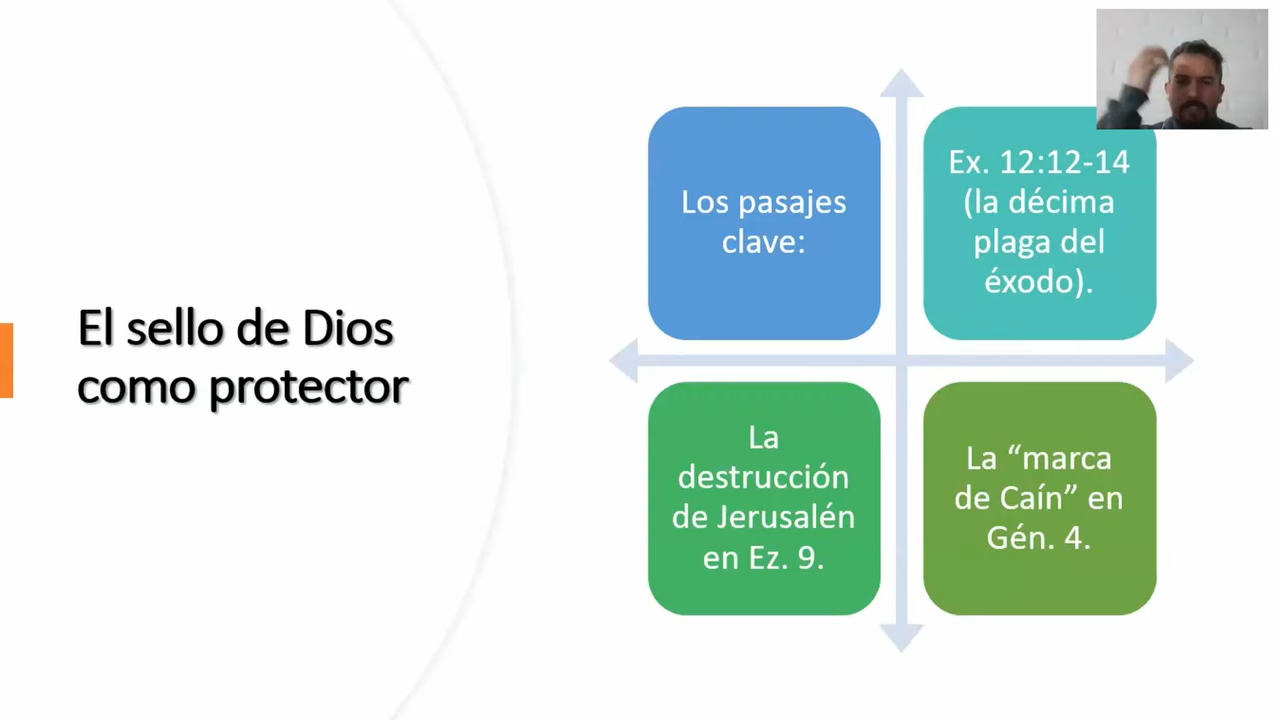 El sello de Dios
como protector
Los pasajes
clave:
Ex. 12:12-14
(la décima
plaga del
éxodo).
La
destrucción
de Jerusalén
en Ez. 9.
La “marca
de Caín” en
Gén. 4.